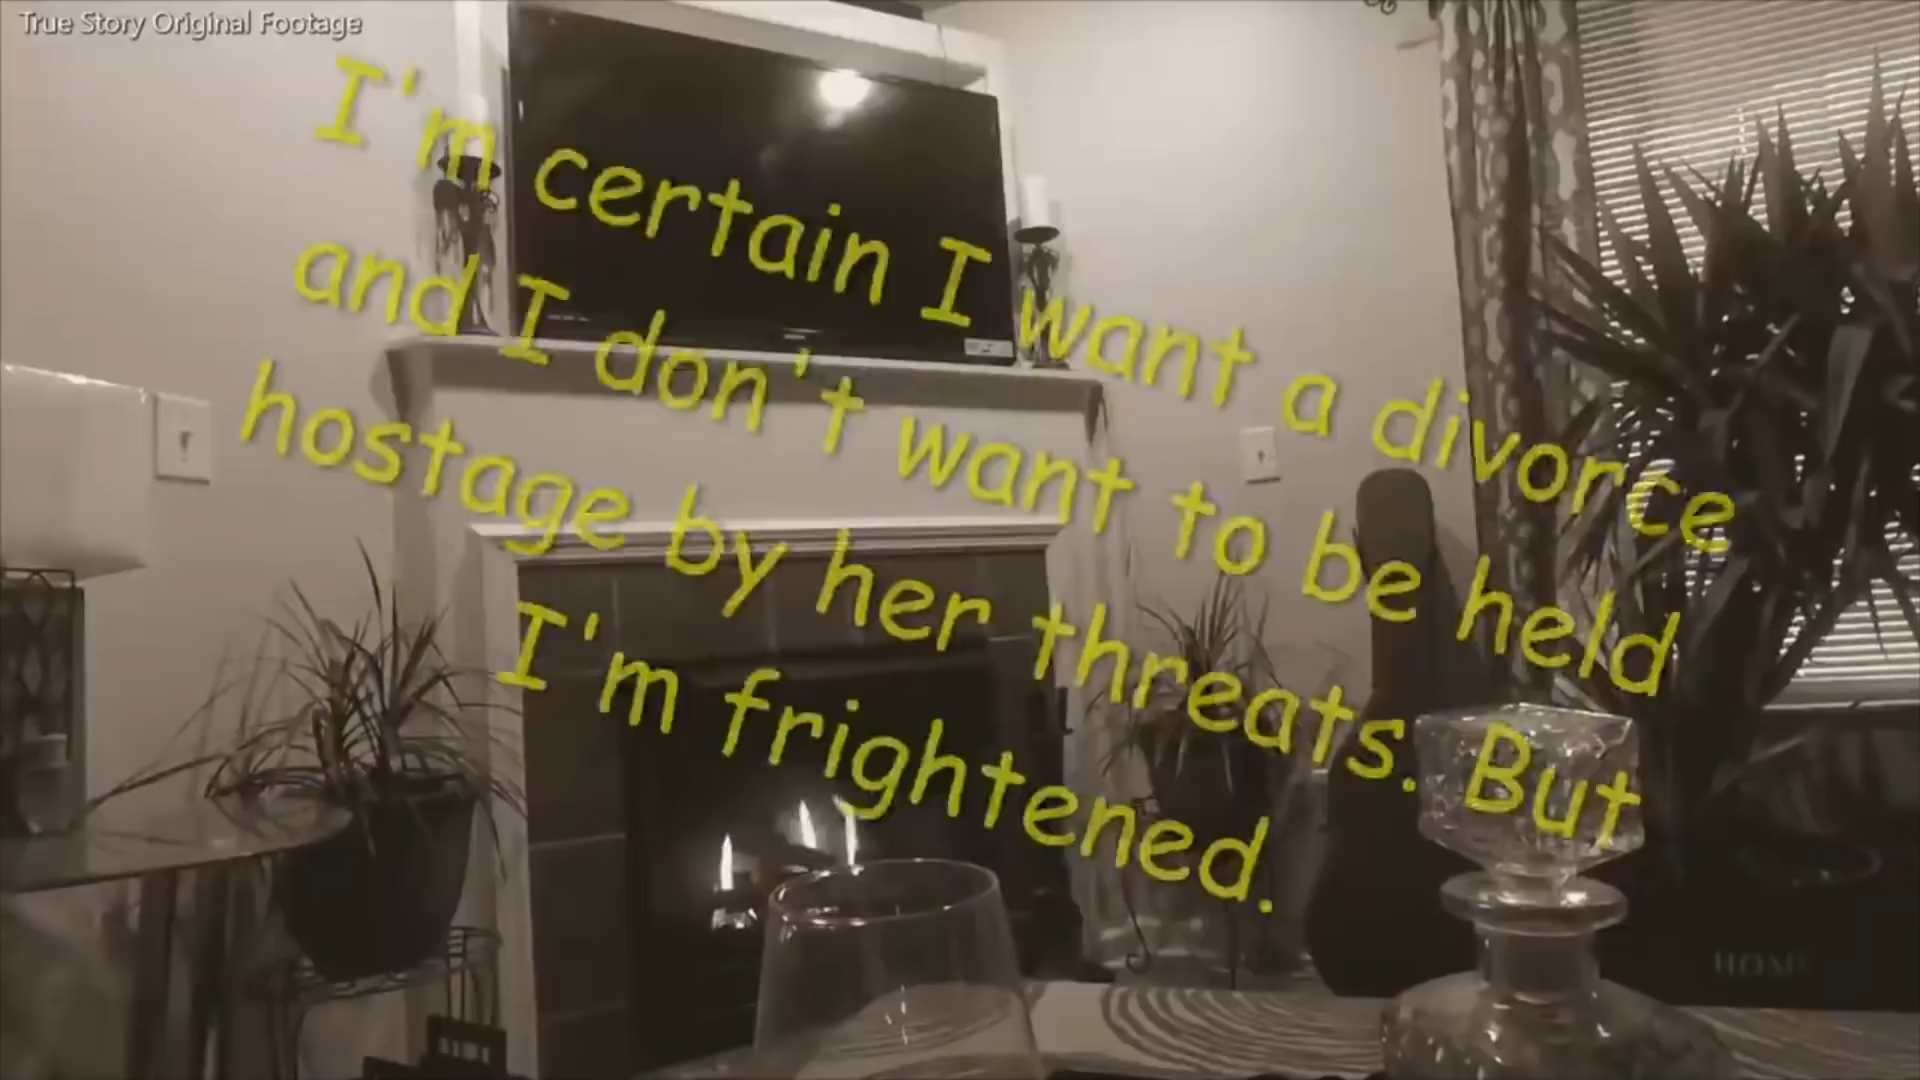 True Story Original Footage
I'm certain I want a divorce
and I don't want to be held
hostage by her threats. But
I'm frightened.
HOME